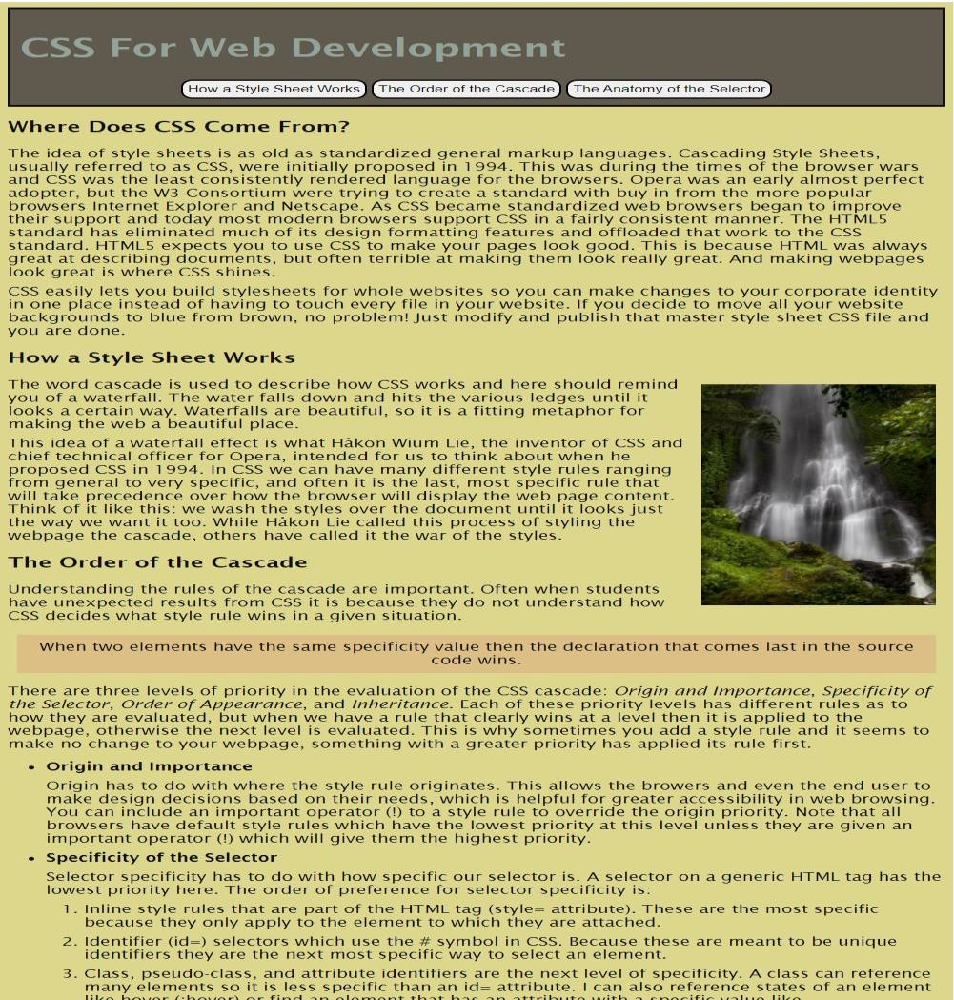 CSS For Web Development
How a Style Sheet Works
The Order of the Cascade
The Anatomy of the Selector
Where Does CSS Come From?
The idea of style sheets is as old as standardized general markup languages. Cascading Style Sheets,
usually referred to as CSS, were initially proposed in 1994. This was during the times of the browser wars
and CSS was the least consistently rendered language for the browsers. Opera was an early almost perfect
adopter, but the W3 Consortium were trying to create a standard with buy in from the more popular
browsers Internet Explorer and Netscape. As CSS became standardized web browsers began to improve
their support and today most modern browsers support CSS in a fairly consistent manner. The HTML5
standard has eliminated much of its design formatting features and offloaded that work to the CSS
standard. HTML5 expects you to use CSS to make your pages look good. This is because HTML was always
great at describing documents, but often terrible at making them look really great. And making webpages
look great is where CSS shines.
CSS easily lets you build stylesheets for whole websites so you can make changes to your corporate identity
in one place instead of having to touch every file in your website. If you decide to move all your website
backgrounds to blue from brown, no problem! Just modify and publish that master style sheet CSS file and
you are done.
How a Style Sheet Works
The word cascade is used to describe how CSS works and here should remind
you of a waterfall. The water falls down and hits the various ledges until it
looks a certain way. Waterfalls are beautiful, so it is a fitting metaphor for
making the web a beautiful place.
This idea of a waterfall effect is what Håkon Wium Lie, the inventor of CSS and
chief technical officer for Opera, intended for us to think about when he
proposed CSS in 1994. In CSS we can have many different style rules ranging
from general to very specific, and often it is the last, most specific rule that
will take precedence over how the browser will display the web page content.
Think of it like this: we wash the styles over the document until it looks just
the way we want it too. While Håkon Lie called this process of styling the
webpage the cascade, others have called it the war of the styles.
The Order of the Cascade
Understanding the rules of the cascade are important. Often when students
have unexpected results from CSS it is because they do not understand how
CSS decides what style rule wins in a given situation.
When two elements have the same specificity value then the declaration that comes last in the source
code wins.
There are three levels of priority in the evaluation of the CSS cascade: Origin and Importance, Specificity of
the Selector, Order of Appearance, and Inheritance. Each of these priority levels has different rules as to
how they are evaluated, but when we have a rule that clearly wins at a level then it is applied to the
webpage, otherwise the next level is evaluated. This is why sometimes you add a style rule and it seems to
make no change to your webpage, something with a greater priority has applied its rule first.
• Origin and Importance
Origin has to do with where the style rule originates. This allows the browers and even the end user to
make design decisions based on their needs, which is helpful for greater accessibility in web browsing.
You can include an important operator (!) to a style rule to override the origin priority. Note that all
browsers have default style rules which have the lowest priority at this level unless they are given an
important operator (!) which will give them the highest priority.
• Specificity of the Selector
Selector specificity has to do with how specific our selector is. A selector on a generic HTML tag has the
lowest priority here. The order of preference for selector specificity is:
1. Inline style rules that are part of the HTML tag (style= attribute). These are the most specific
because they only apply to the element to which they are attached.
2. Identifier (id=) selectors which use the # symbol in CSS. Because these are meant to be unique
identifiers they are the next most specific way to select an element.
3. Class, pseudo-class, and attribute identifiers are the next level of specificity. A class can reference
many elements so it is less specific than an id= attribute. I can also reference states of an element
like hover (:hover) or find an element that has an attribute with a specific value like